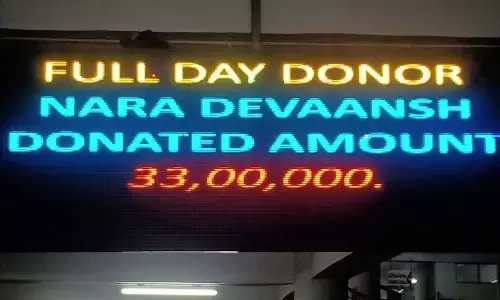 FULL DAY DONOR
NARA DEVAANSH
DONATED AMOUNT
33,00,000.